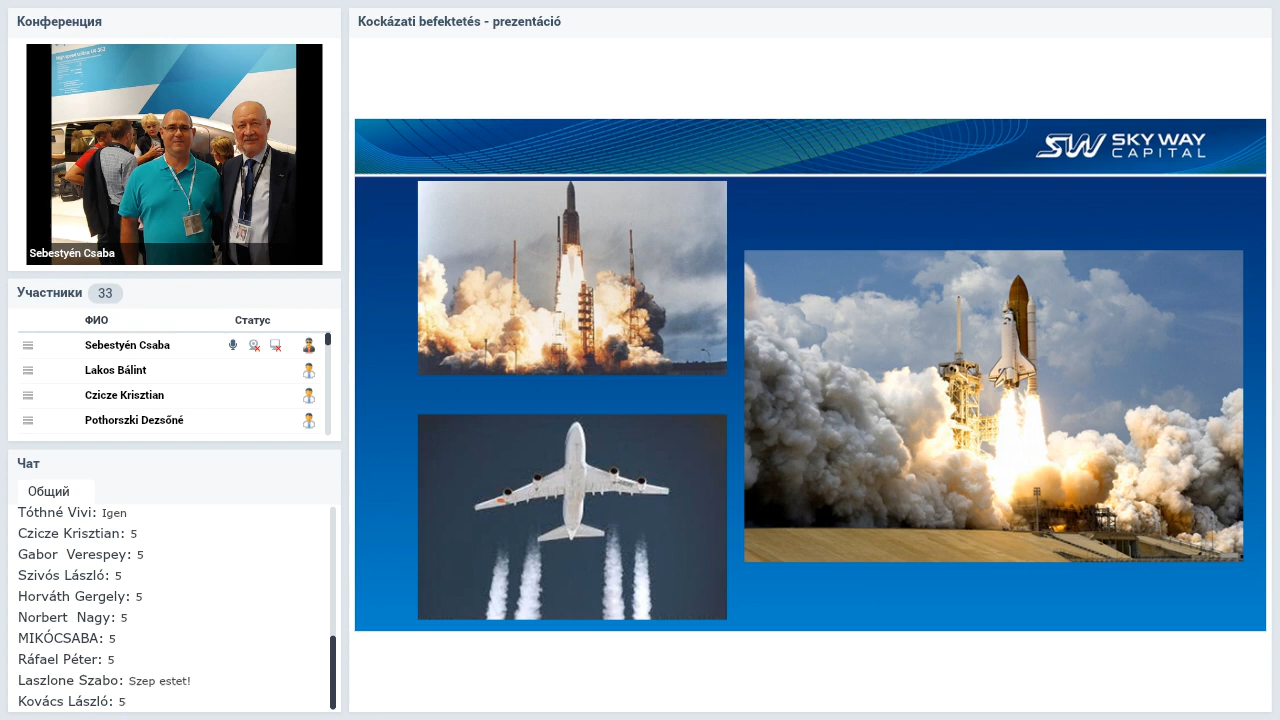 Конференция
Sebestyén Csaba
Участники 33
ФИО Статус
Sebestyén Csaba
Lakos Bálint
Czicze Krisztian
Pothorszki Dezsőné
Чат
Общий
Tóthné Vivi: Igen
Czicze Krisztian: 5
Gabor Verespey: 5
Szivós László: 5
Horváth Gergely: 5
Norbert Nagy: 5
MIKÓCSABA: 5
Ráfael Péter: 5
Laszlone Szabo: Szep estet!
Kovács László: 5
Kockázati befektetés - prezentáció
SW SKY WAY
CAPITAL